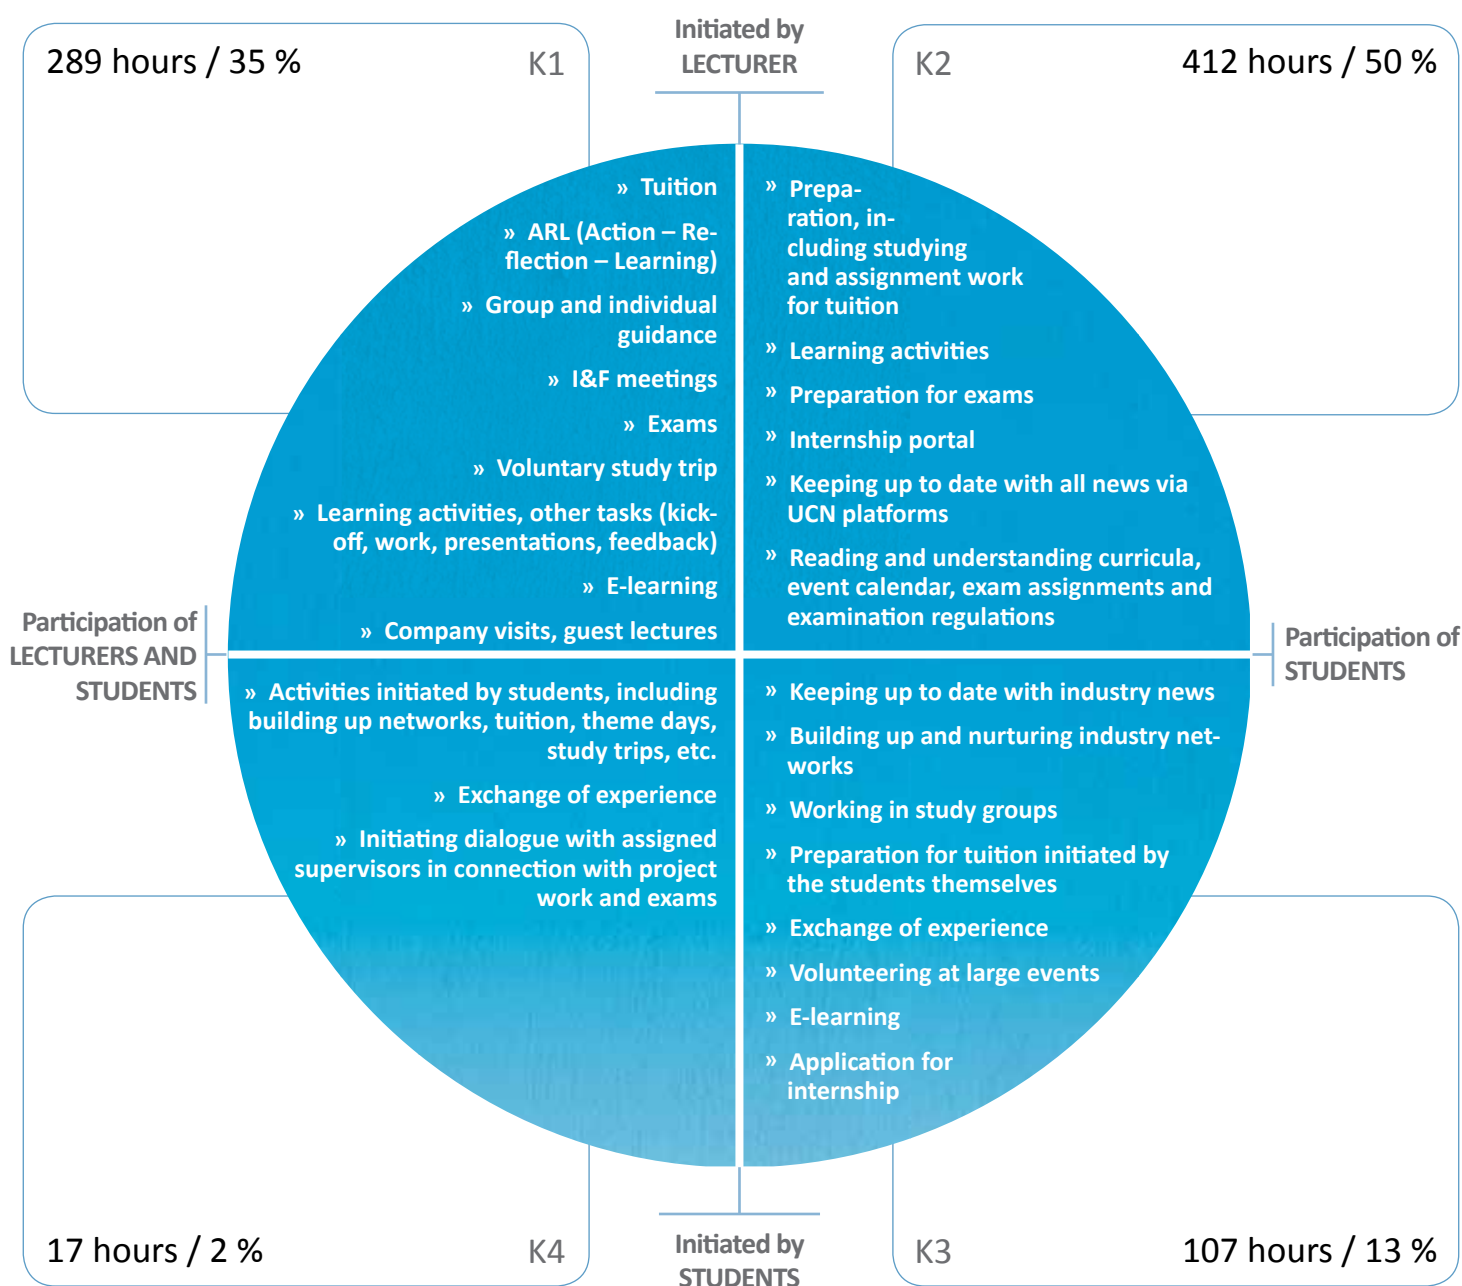 Initiated by
LECTURER
289 hours / 35 %
K1
K2
412 hours / 50 %
» Tuition
» ARL (Action – Re-
flection – Learning)
» Group and individual
guidance
» I&F meetings
» Exams
» Voluntary study trip
» Learning activities, other tasks (kick-
off, work, presentations, feedback)
» E-learning
» Company visits, guest lectures
» Prepa-
ration, in-
cluding studying
and assignment work
for tuition
» Learning activities
» Preparation for exams
» Internship portal
» Keeping up to date with all news via
UCN platforms
» Reading and understanding curricula,
event calendar, exam assignments and
examination regulations
Participation of
LECTURERS AND
STUDENTS
Participation of
STUDENTS
» Activities initiated by students, including
building up networks, tuition, theme days,
study trips, etc.
» Exchange of experience
» Initiating dialogue with assigned
supervisors in connection with project
work and exams
» Keeping up to date with industry news
» Building up and nurturing industry net-
works
» Working in study groups
» Preparation for tuition initiated by
the students themselves
» Exchange of experience
» Volunteering at large events
» E-learning
» Application for
internship
17 hours / 2 %
K4
K3
107 hours / 13 %
Initiated by
STUDENTS